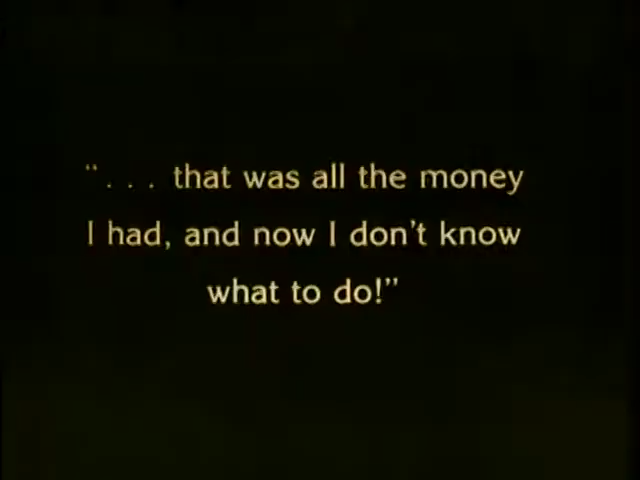 “. . . that was all the money
I had, and now I don’t know
what to do!”